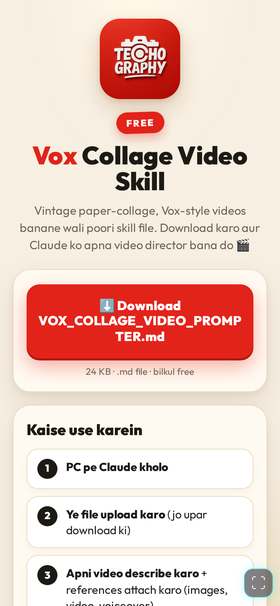 TECHO
GRAPHY
FREE
Vox Collage Video
Skill
Vintage paper-collage, Vox-style videos
banane wali poori skill file. Download karo aur
Claude ko apna video director bana do 🎬
⬇️ Download
VOX_COLLAGE_VIDEO_PROMP
TER.md
24 KB · .md file · bilkul free
Kaise use karein
1 PC pe Claude kholo
2 Ye file upload karo (jo upar
download ki)
3 Apni video describe karo +
references attach karo (images,
video, voiceover)